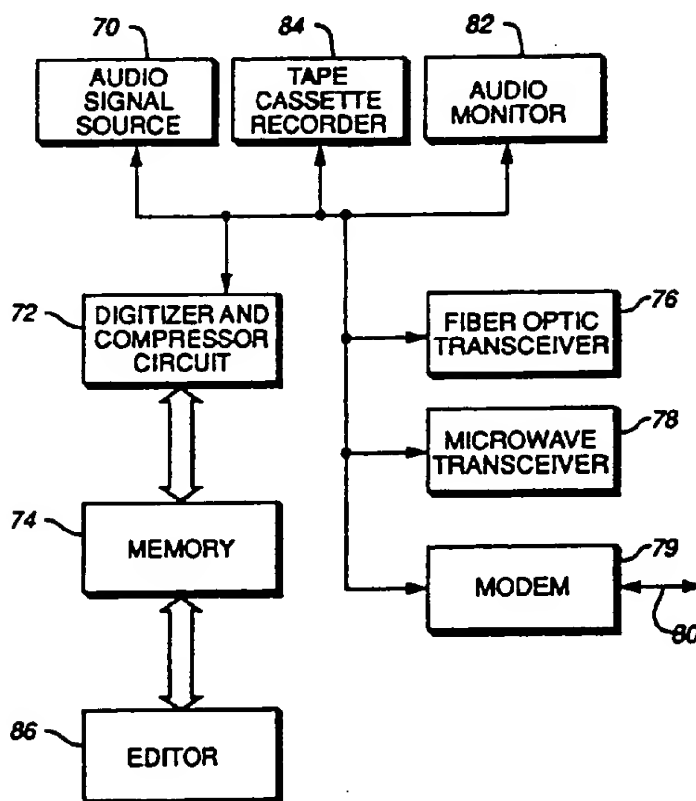 70
84
82
AUDIO
SIGNAL
SOURCE
TAPE
CASSETTE
RECORDER
AUDIO
MONITOR
72
DIGITIZER AND
COMPRESSOR
CIRCUIT
76
FIBER OPTIC
TRANSCEIVER
78
MICROWAVE
TRANSCEIVER
74
MEMORY
79
MODEM
80
86
EDITOR